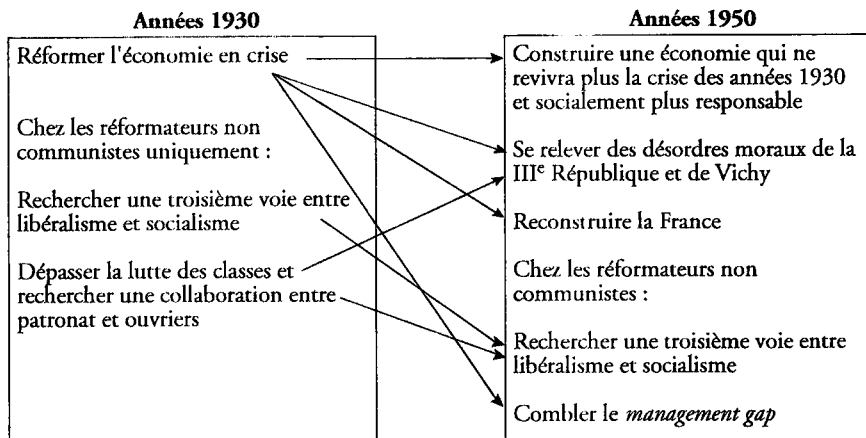 Années 1930
Réformer l'économie en crise
Chez les réformateurs non
communistes uniquement :
Rechercher une troisième voie entre
libéralisme et socialisme
Dépasser la lutte des classes et
rechercher une collaboration entre
patronat et ouvriers
Années 1950
Construire une économie qui ne
revivra plus la crise des années 1930
et socialement plus responsable
Se relever des désordres moraux de la
IIIe République et de Vichy
Reconstruire la France
Chez les réformateurs non
communistes :
Rechercher une troisième voie entre
libéralisme et socialisme
Combler le management gap